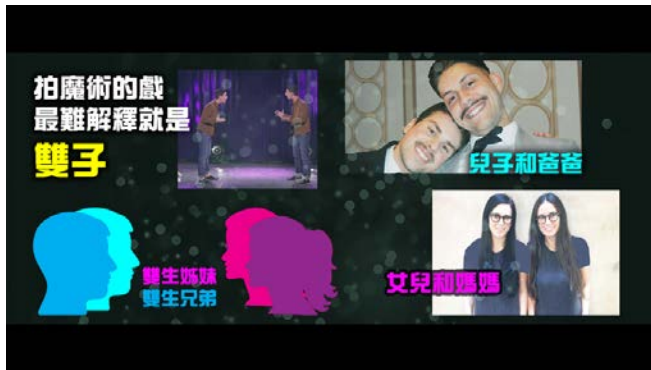 拍魔術的戲
最難解釋就是
雙子
兒子和爸爸
雙生姊妹
雙生兄弟
女兒和媽媽